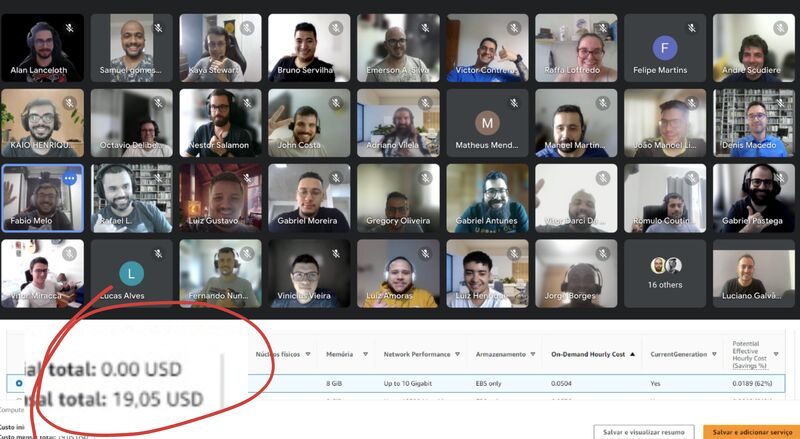 Alan Lanceloth
Samuel gomes...
Kaya Stewart
Bruno Servilha
Emerson A. Silva
Victor Contrera
Raffa Loffredo
F
Felipe Martins
André Scudiere
KAIO HENRIQU...
Octavio Delibe...
Nestor Salamon
John Costa
Adriano Vilela
M
Matheus Mend...
Manoel Martin...
João Manoel Li...
Denis Macedo
Fabio Melo
Rafael L.
Luiz Gustavo
Gabriel Moreira
Gregory Oliveira
Gabriel Antunes
Vitor Darci Da...
Romulo Coutin...
Gabriel Pastega
Vitor Miracca
L
Lucas Alves
Fernando Nun...
Vinícius Vieira
Luiz Amoras
Luiz Henrique
Jorge Borges
16 others
Luciano Galvã...
Núcleos físicos Memória Network Performance Armazenamento On-Demand Hourly Cost CurrentGeneration Potential Effective Hourly Cost (Savings %)
8 GiB Up to 10 Gigabit EBS only 0.0504 Yes 0.0189 (62%)
al total: 0.00 USD
sal total: 19,05 USD
Compute
Custo ini
Custo mensal total: 19,05 USD
Salvar e visualizar resumo
Salvar e adicionar serviço